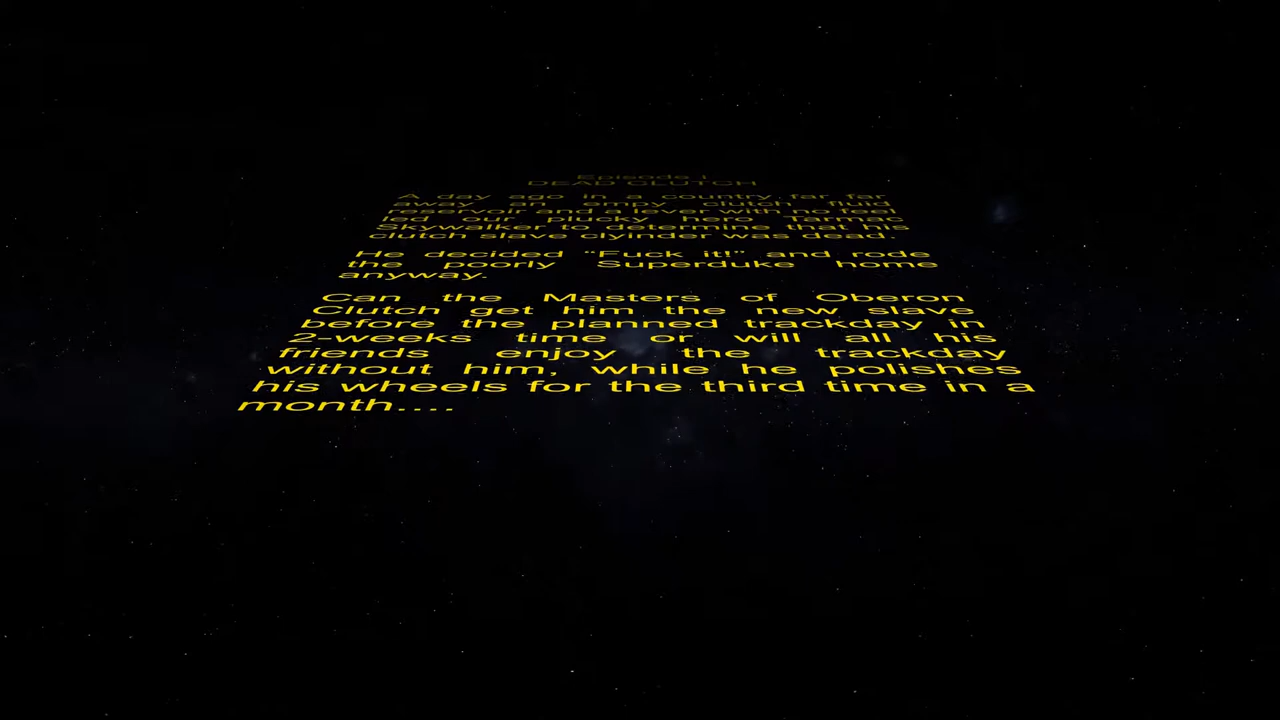 Episode I
DEAD CLUTCH
A day ago in a country far far
away an empy clutch fluid
reservoir and a lever with no feel
led our plucky hero Tarmac
Skywalker to determine that his
clutch slave clyinder was dead.
He decided “Fuck it!” and rode
the poorly Superduke home
anyway.
Can the Masters of Oberon
Clutch get him the new slave
before the planned trackday in
2-weeks time or will all his
friends enjoy the trackday
without him, while he polishes
his wheels for the third time in a
month....